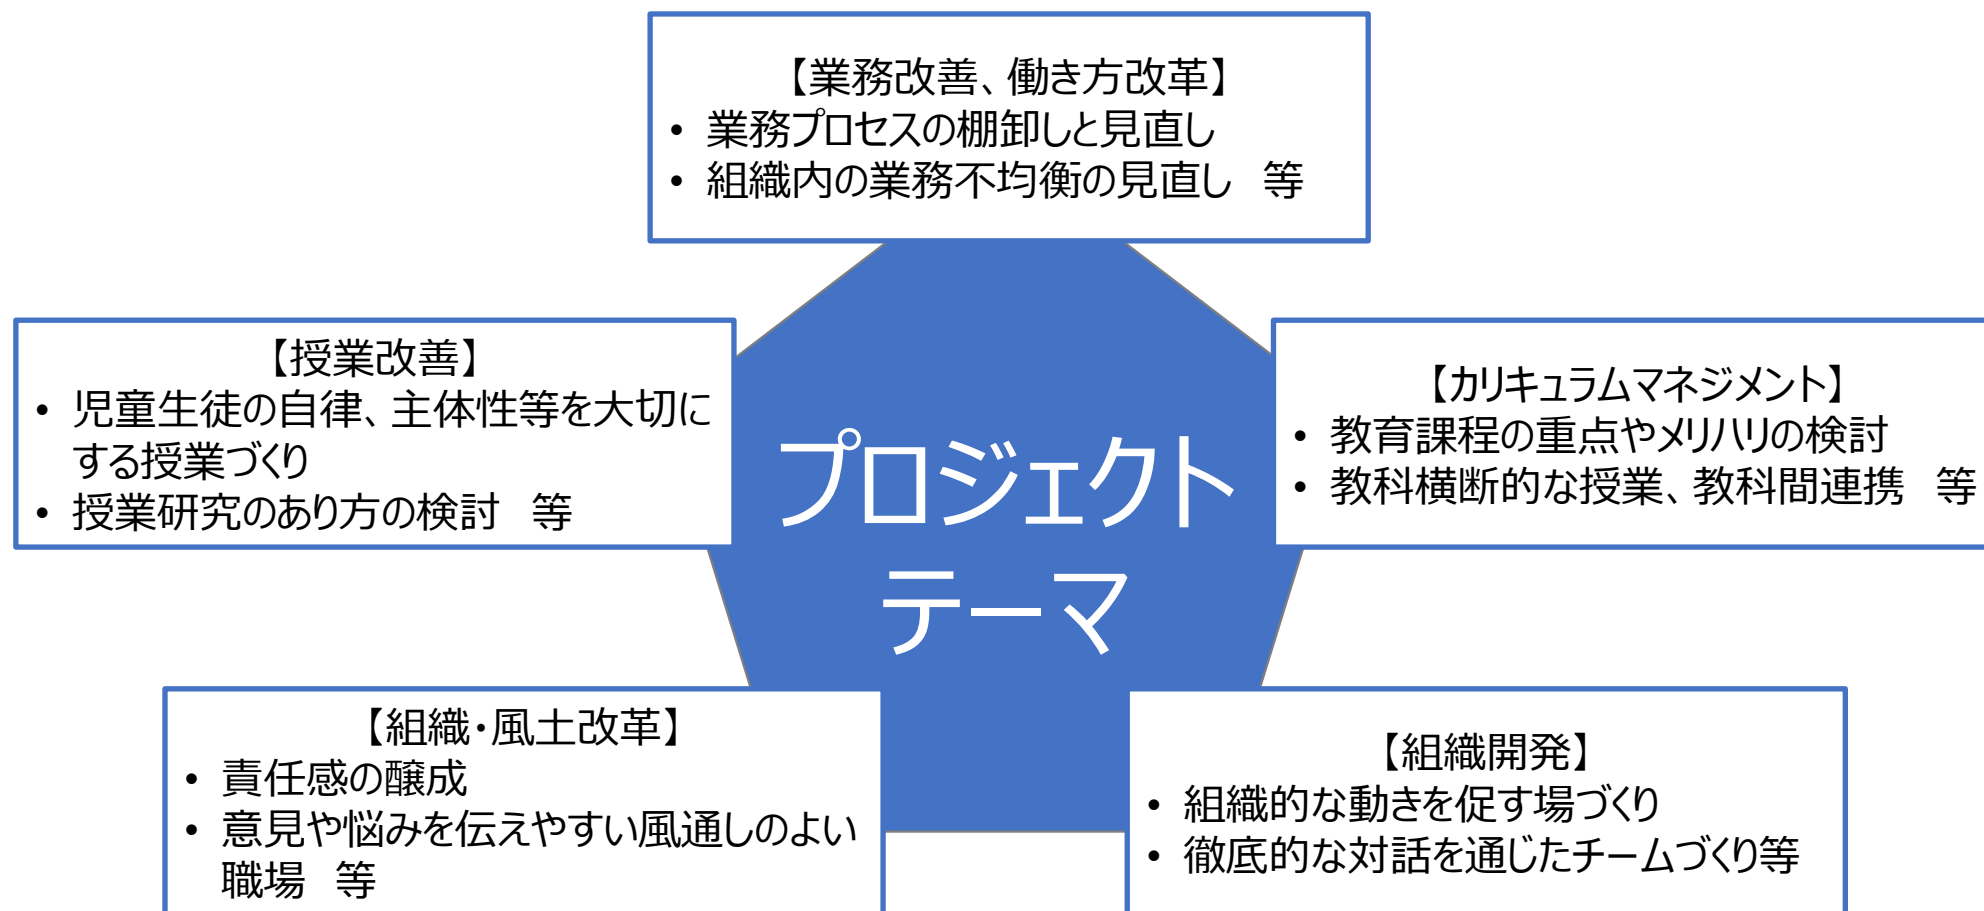 【業務改善、働き方改革】
• 業務プロセスの棚卸しと見直し
• 組織内の業務不均衡の見直し　等
【授業改善】
• 児童生徒の自律、主体性等を大切に
する授業づくり
• 授業研究のあり方の検討　等
プロジェクト
テーマ
【カリキュラムマネジメント】
• 教育課程の重点やメリハリの検討
• 教科横断的な授業、教科間連携　等
【組織・風土改革】
• 責任感の醸成
• 意見や悩みを伝えやすい風通しのよい
職場　等
【組織開発】
• 組織的な動きを促す場づくり
• 徹底的な対話を通じたチームづくり等